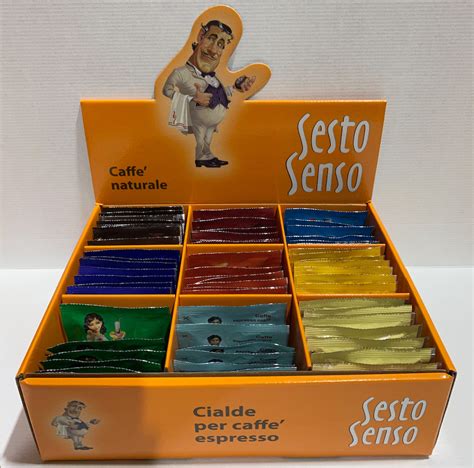 Sesto
Senso
Caffe'
naturale
Cialde
per caffe'
espresso
Sesto
Senso